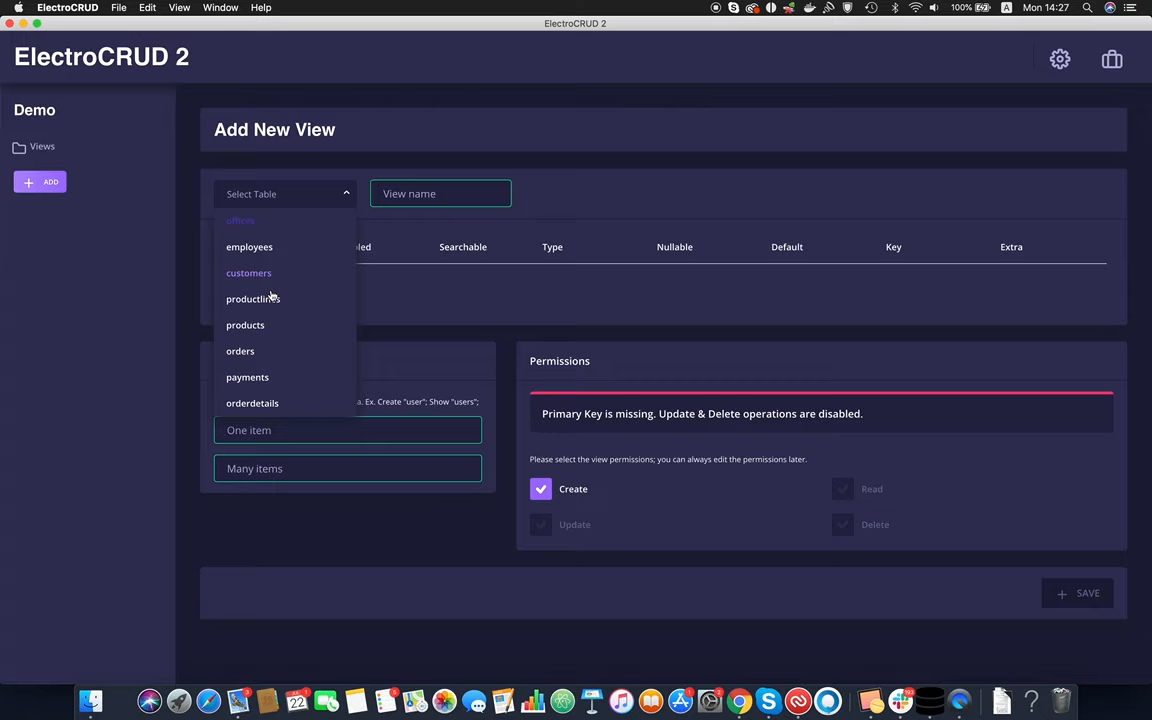 ElectroCRUD File Edit View Window Help
100% A Mon 14:27
ElectroCRUD 2
ElectroCRUD 2
Demo
Views
+ ADD
Add New View
Select Table
View name
offices
employees
customers
productlines
products
orders
payments
orderdetails
Searchable Type Nullable Default Key Extra
a. Ex. Create "user"; Show "users";
One item
Many items
Permissions
Primary Key is missing. Update & Delete operations are disabled.
Please select the view permissions; you can always edit the permissions later.
Create Read
Update Delete
+ SAVE